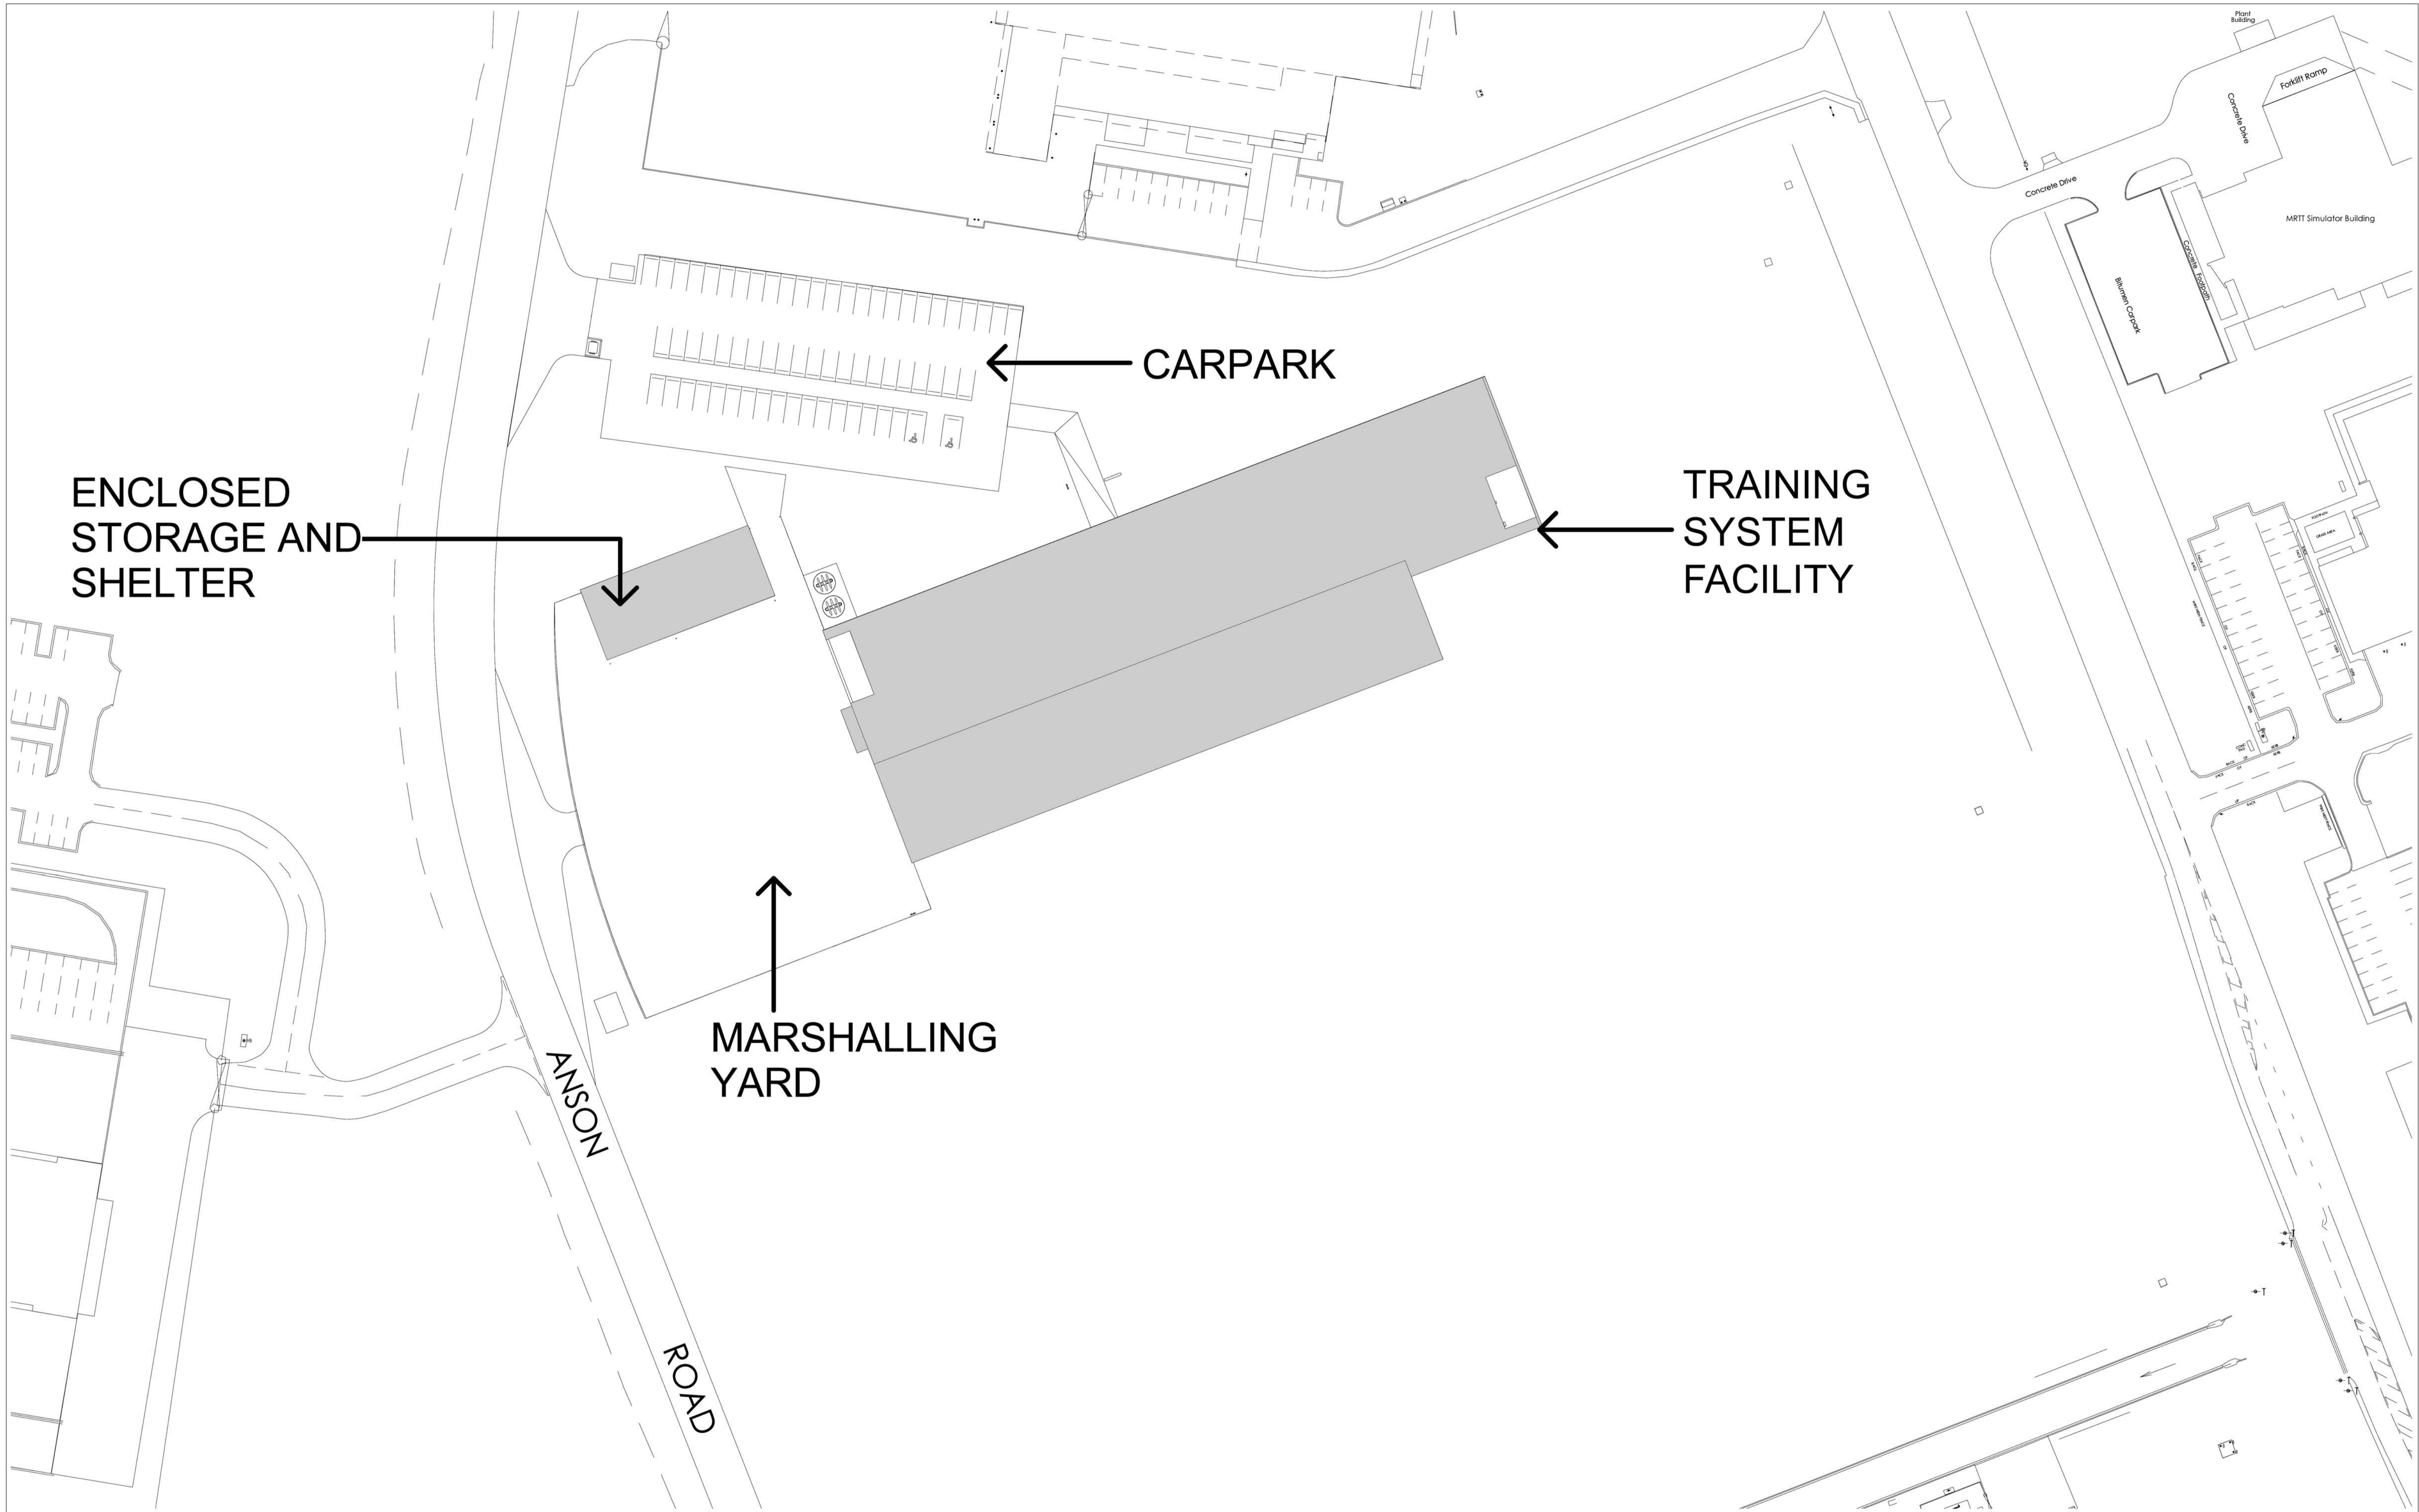 Plant
Building
Forklift Ramp
Concrete Drive
Concrete Drive
MRTT Simulator Building
Concrete Footpath
Bitumen Carpark
CARPARK
ENCLOSED
STORAGE AND
SHELTER
TRAINING
SYSTEM
FACILITY
MARSHALLING
YARD
ANSON
ROAD